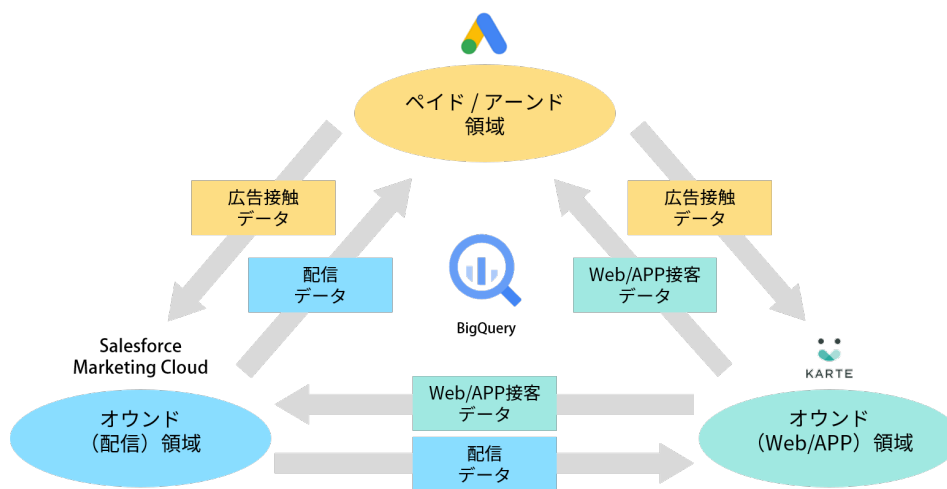 ペイド / アーンド
領域
広告接触
データ
広告接触
データ
配信
データ
Web/APP接客
データ
BigQuery
Salesforce
Marketing Cloud
KARTE
Web/APP接客
データ
オウンド
（配信）領域
オウンド
（Web/APP）領域
配信
データ